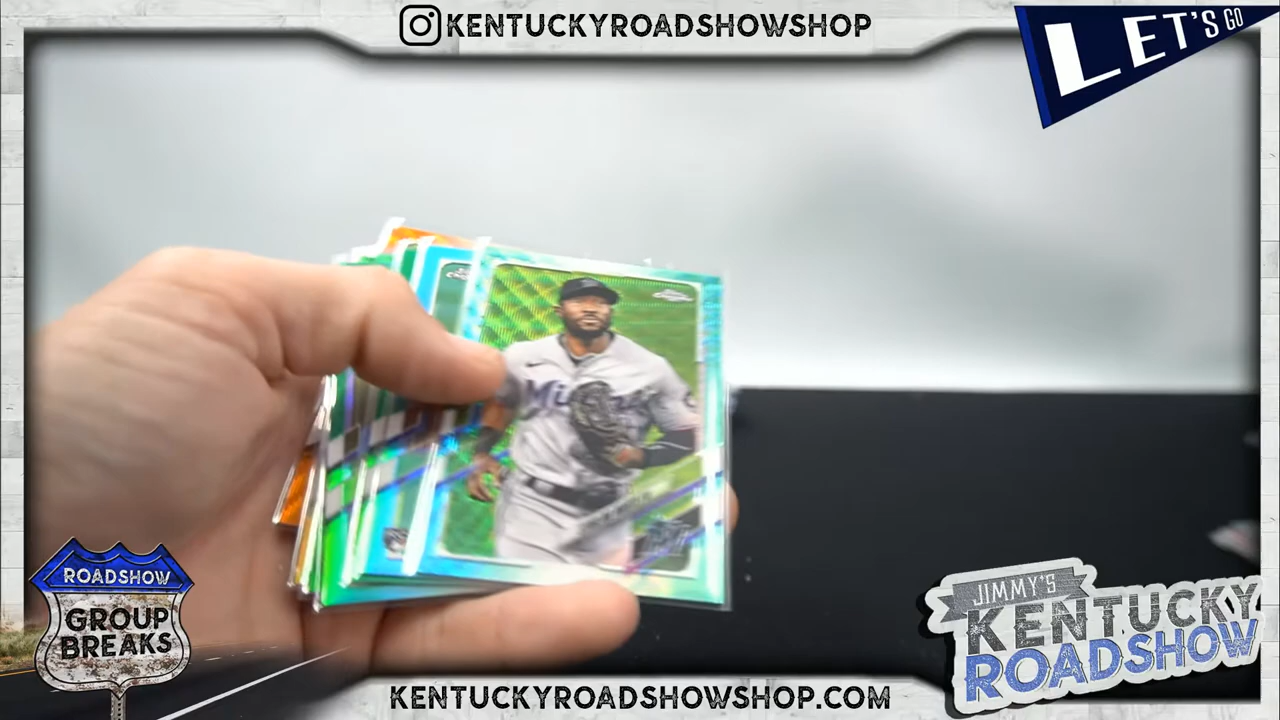 KENTUCKYROADSHOWSHOP
LET'S GO
ROADSHOW
GROUP
BREAKS
JIMMY'S
KENTUCKY
ROADSHOW
KENTUCKYROADSHOWSHOP.COM